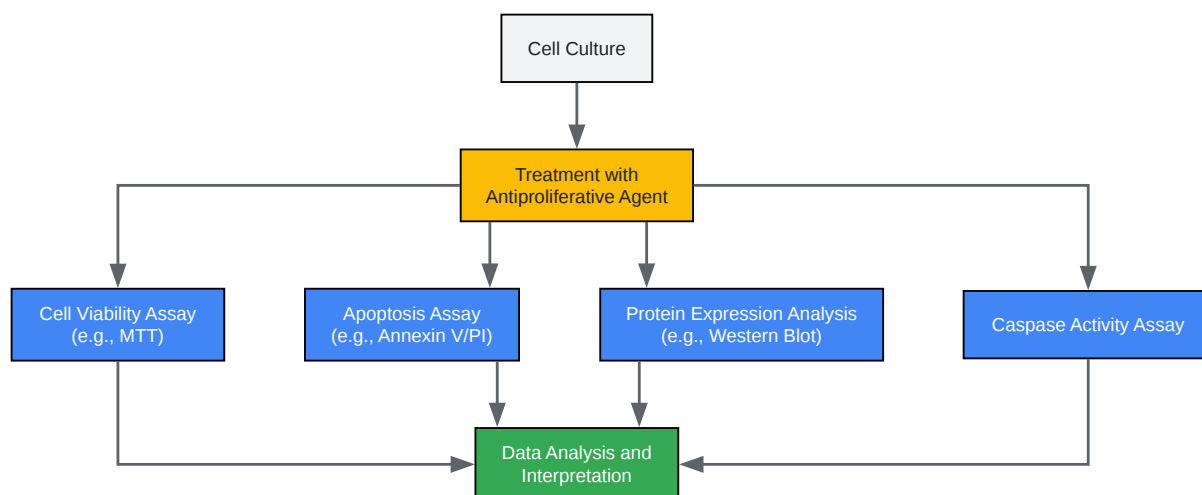 Cell Culture
Treatment with
Antiproliferative Agent
Cell Viability Assay
(e.g., MTT)
Apoptosis Assay
(e.g., Annexin V/PI)
Protein Expression Analysis
(e.g., Western Blot)
Caspase Activity Assay
Data Analysis and
Interpretation